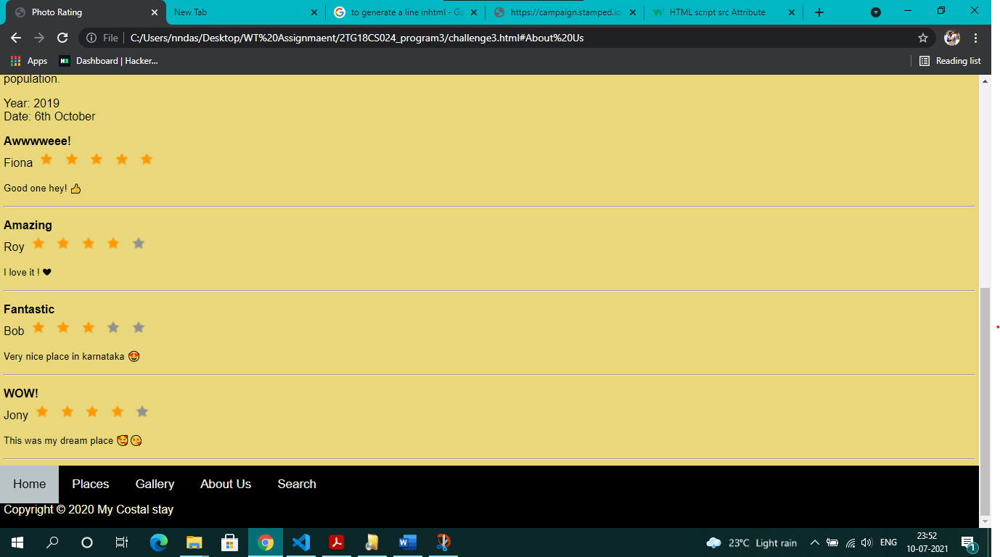 Photo Rating
New Tab
to generate a line inhtml - Go
https://campaign.stamped.io
HTML script src Attribute
File
C:/Users/nndas/Desktop/WT%20Assignmaent/2TG18CS024_program3/challenge3.html#About%20Us
Apps
Dashboard | Hacker...
Reading list
population.
Year: 2019
Date: 6th October
Awwwweee!
Fiona
Good one hey! 👍
Amazing
Roy
I love it ! ♥
Fantastic
Bob
Very nice place in karnataka 😍
WOW!
Jony
This was my dream place 🥰😘
Home Places Gallery About Us Search
Copyright © 2020 My Costal stay
23°C Light rain
ENG
23:52
10-07-2021
1